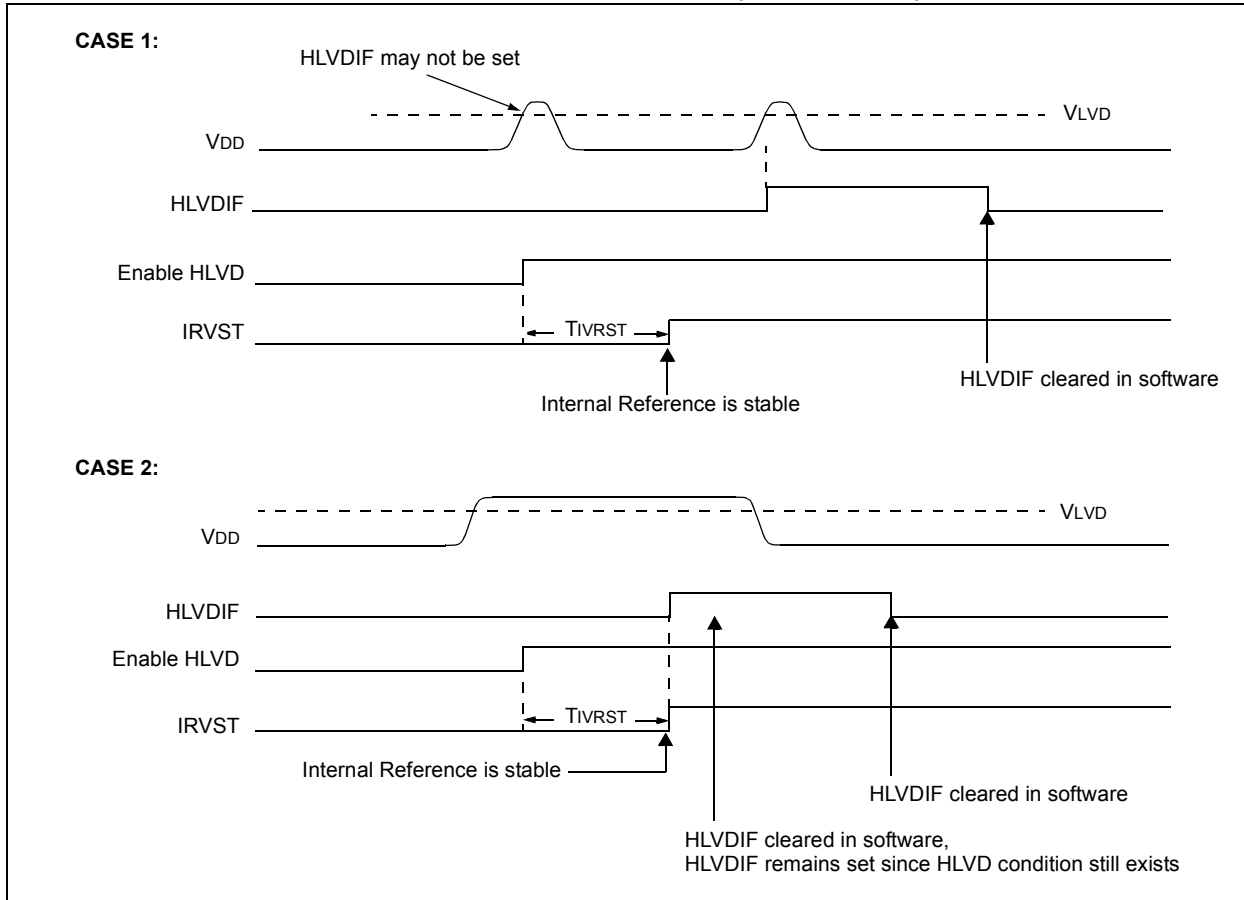 CASE 1:
HLVDIF may not be set
VLVD
VDD
HLVDIF
Enable HLVD
TIVRST
IRVST
HLVDIF cleared in software
Internal Reference is stable
CASE 2:
VLVD
VDD
HLVDIF
Enable HLVD
TIVRST
IRVST
Internal Reference is stable
HLVDIF cleared in software
HLVDIF cleared in software,
HLVDIF remains set since HLVD condition still exists